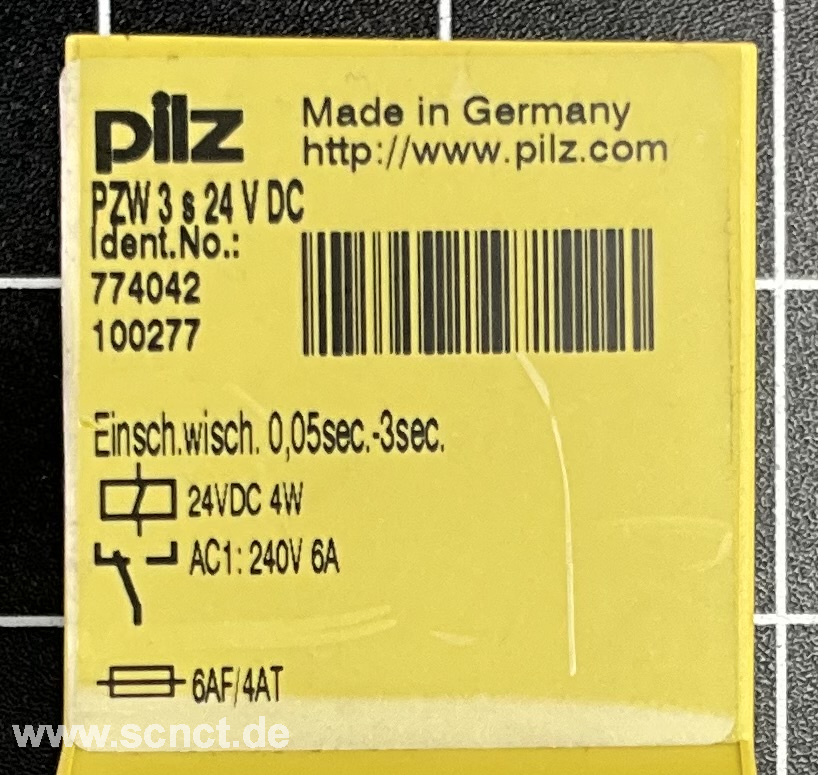 pilz
Made in Germany
http://www.pilz.com
PZW 3 s 24 V DC
Ident.No.:
774042
100277
Einsch.wisch. 0,05sec.-3sec.
24VDC 4W
AC1: 240V 6A
6AF/4AT
www.scnct.de